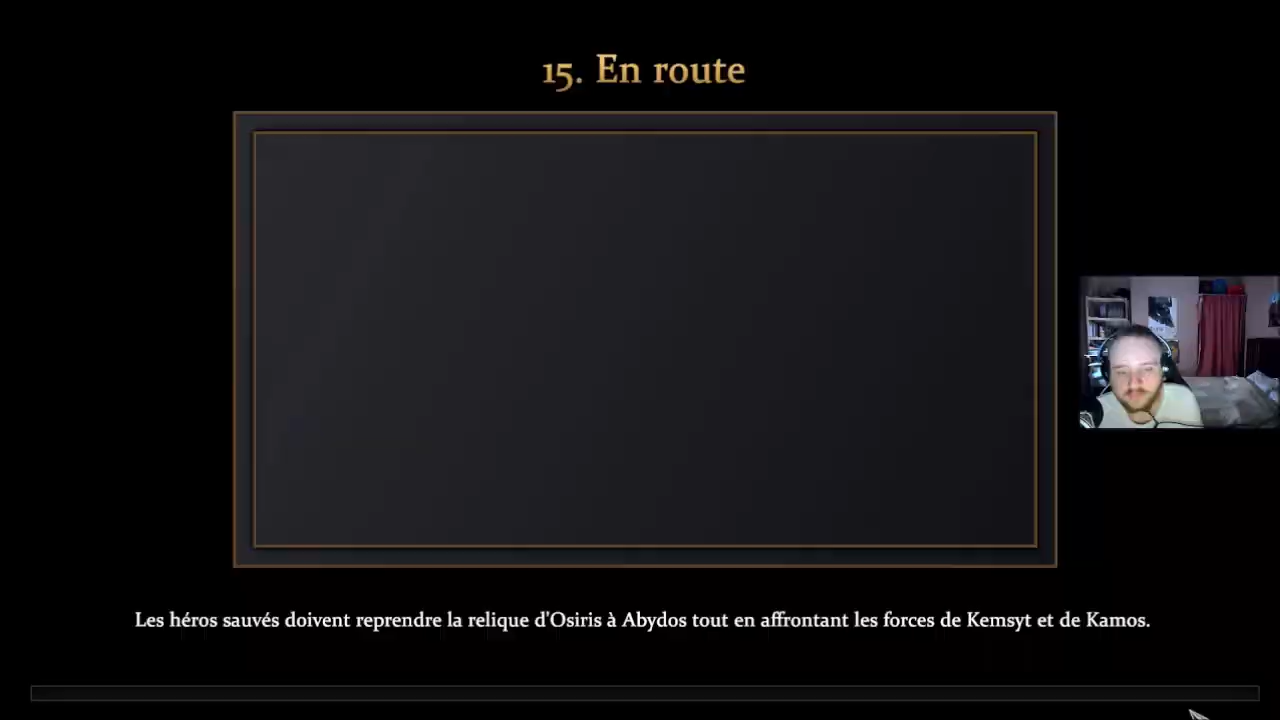 15. En route
Les héros sauvés doivent reprendre la relique d'Osiris à Abydos tout en affrontant les forces de Kemsyt et de Kamos.